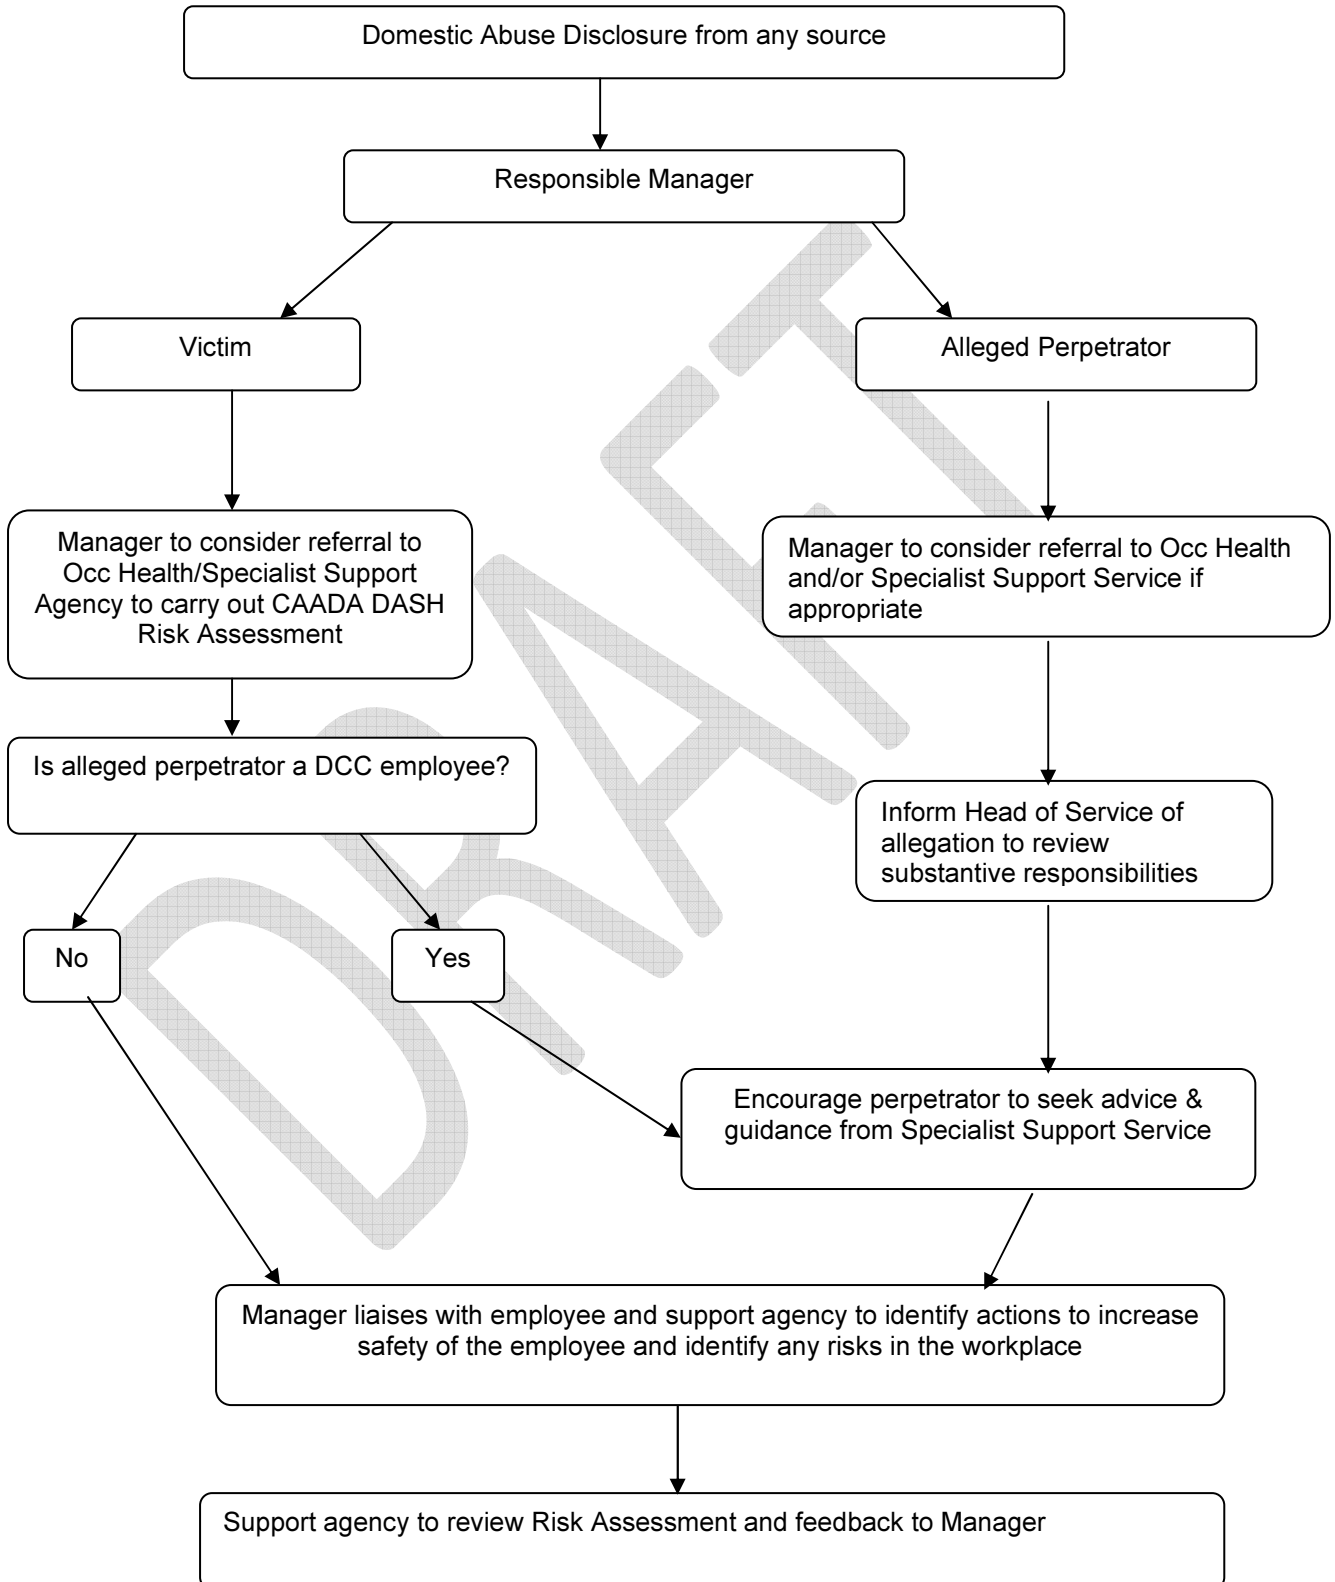 Domestic Abuse Disclosure from any source
Responsible Manager
Victim
Alleged Perpetrator
Manager to consider referral to
Occ Health/Specialist Support
Agency to carry out CAADA DASH
Risk Assessment
Manager to consider referral to Occ Health
and/or Specialist Support Service if
appropriate
Is alleged perpetrator a DCC employee?
Inform Head of Service of
allegation to review
substantive responsibilities
No
Yes
Encourage perpetrator to seek advice &
guidance from Specialist Support Service
Manager liaises with employee and support agency to identify actions to increase
safety of the employee and identify any risks in the workplace
Support agency to review Risk Assessment and feedback to Manager
DRAFT